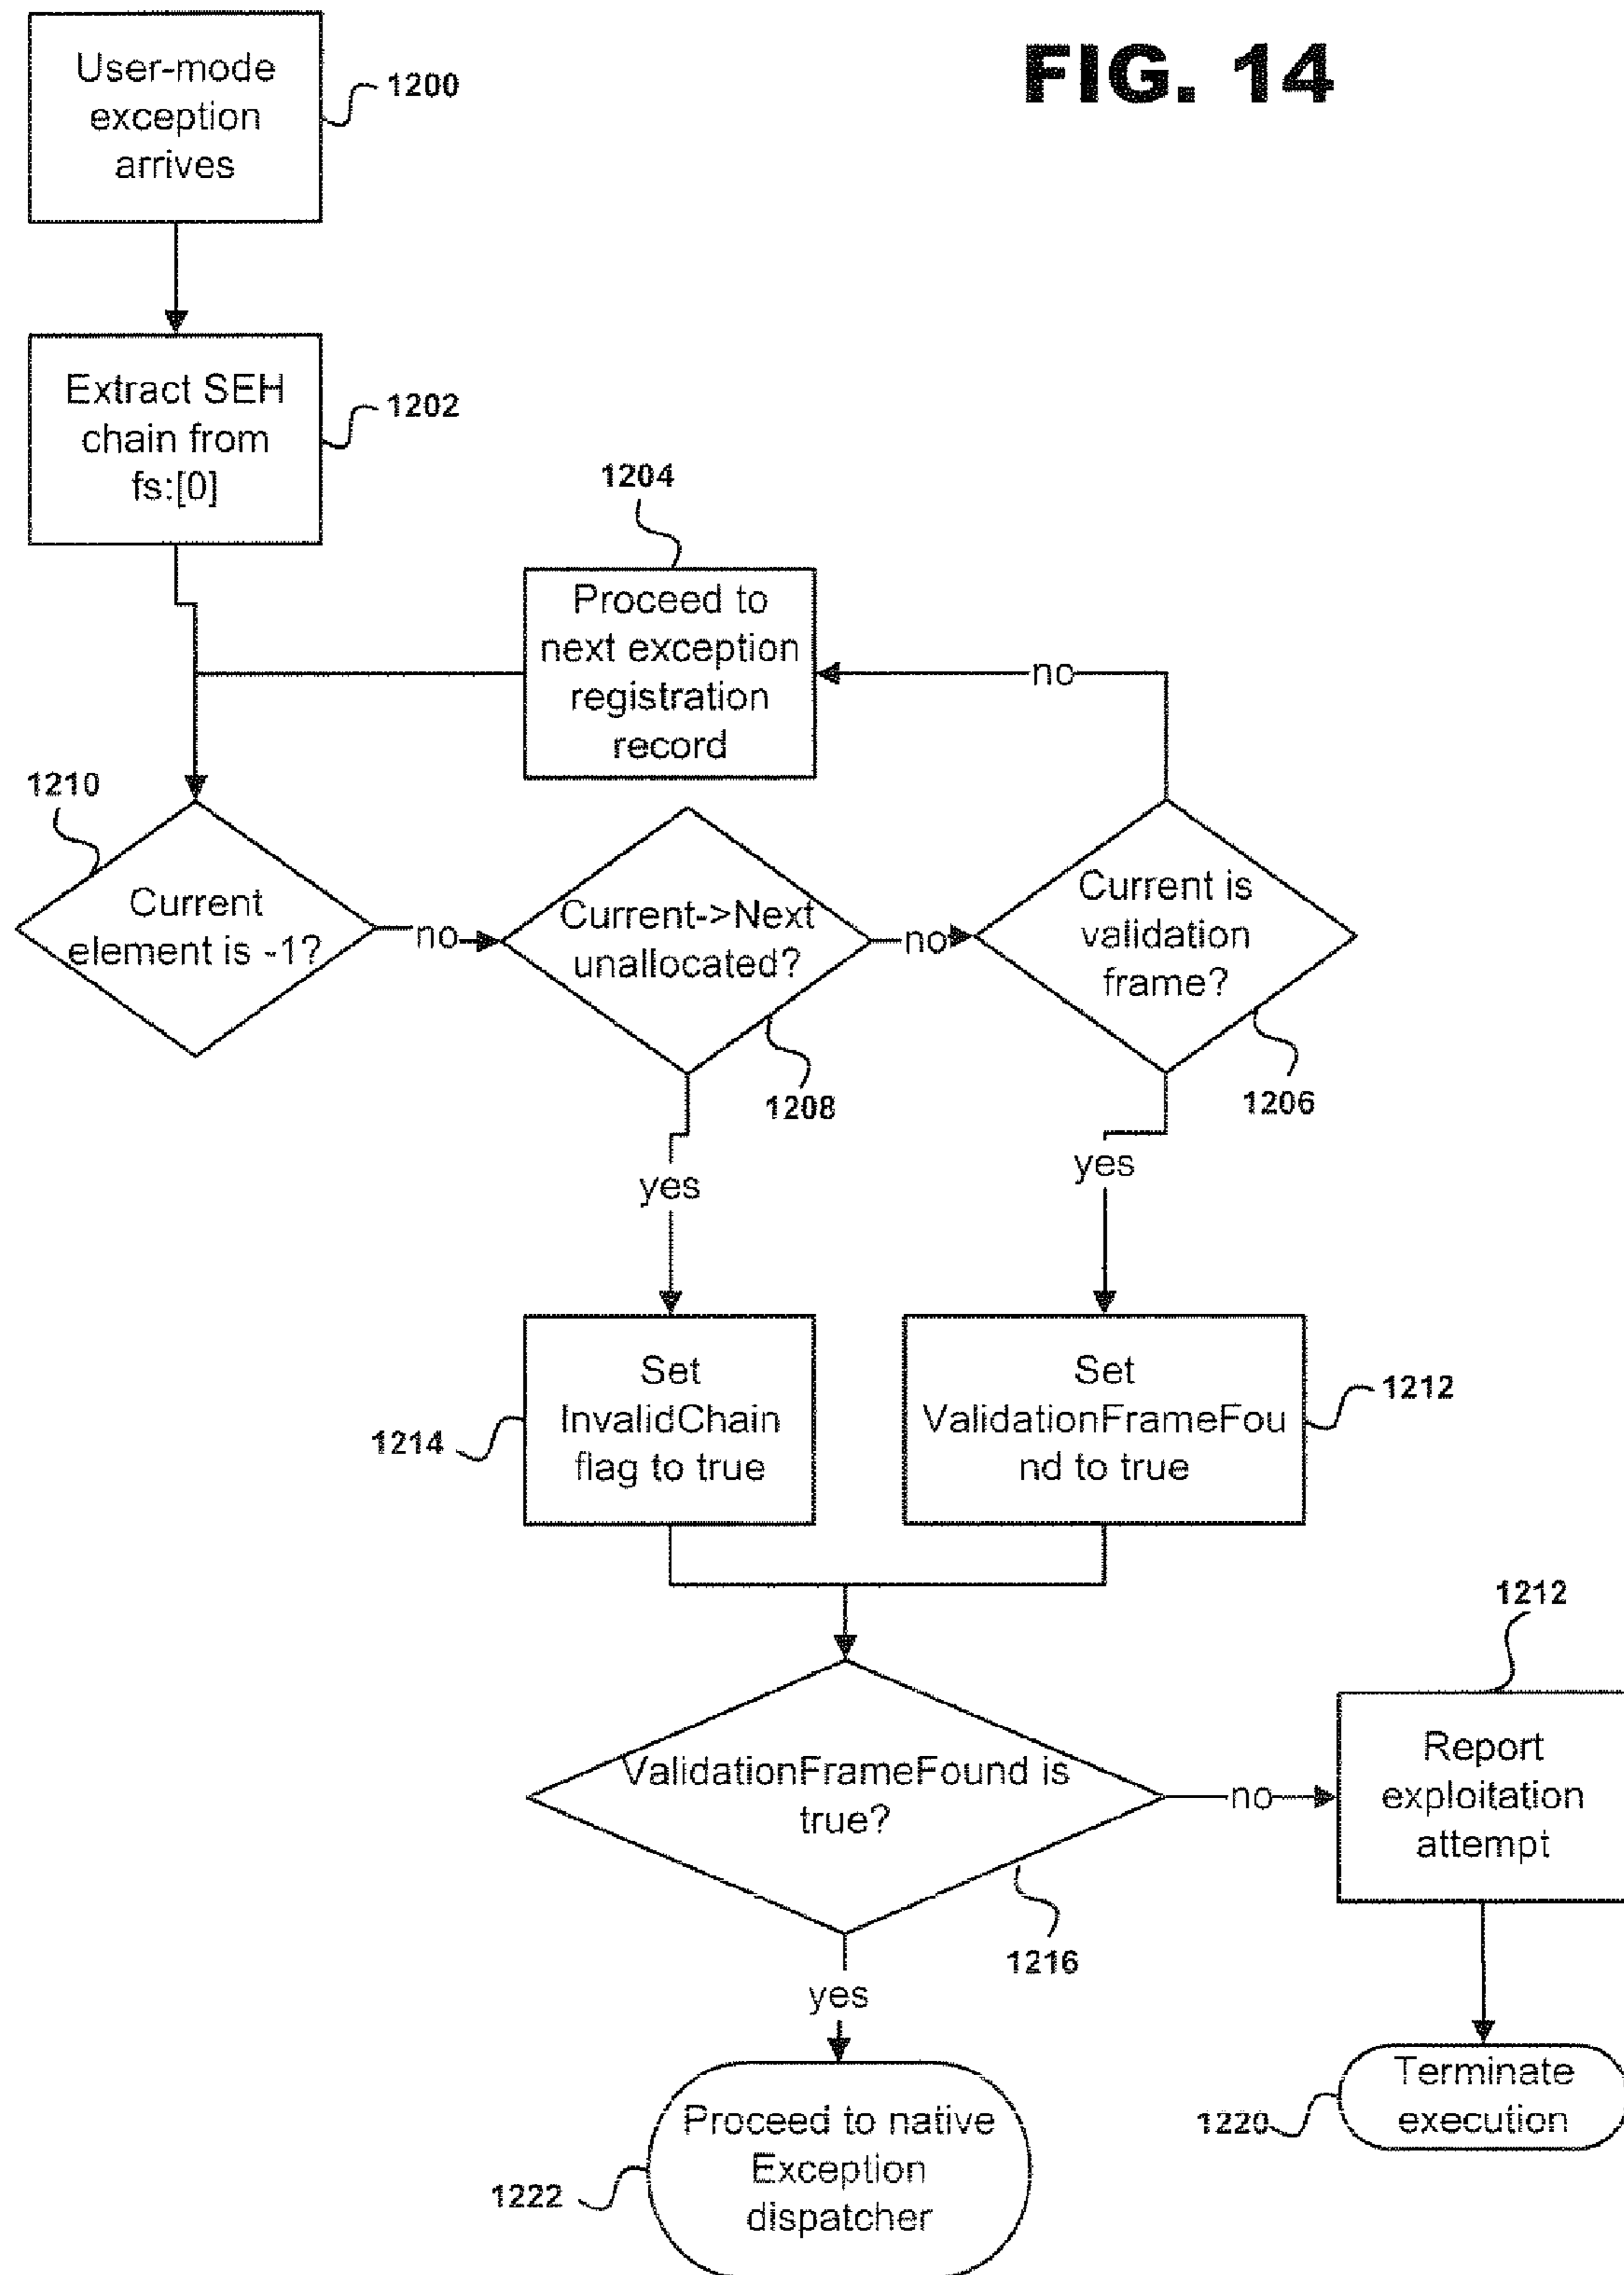 FIG. 14
User-mode
exception
arrives
1200
Extract SEH
chain from
fs:[0]
1202
1204
Proceed to
next exception
registration
record
no
1210
Current
element is -1?
no
Current->Next
unallocated?
1208
no
Current is
validation
frame?
1206
yes
yes
Set
InvalidChain
flag to true
1214
Set
ValidationFrameFou
nd to true
1212
ValidationFrameFound is
true?
1216
no
1212
Report
exploitation
attempt
yes
Terminate
execution
1220
Proceed to native
Exception
dispatcher
1222